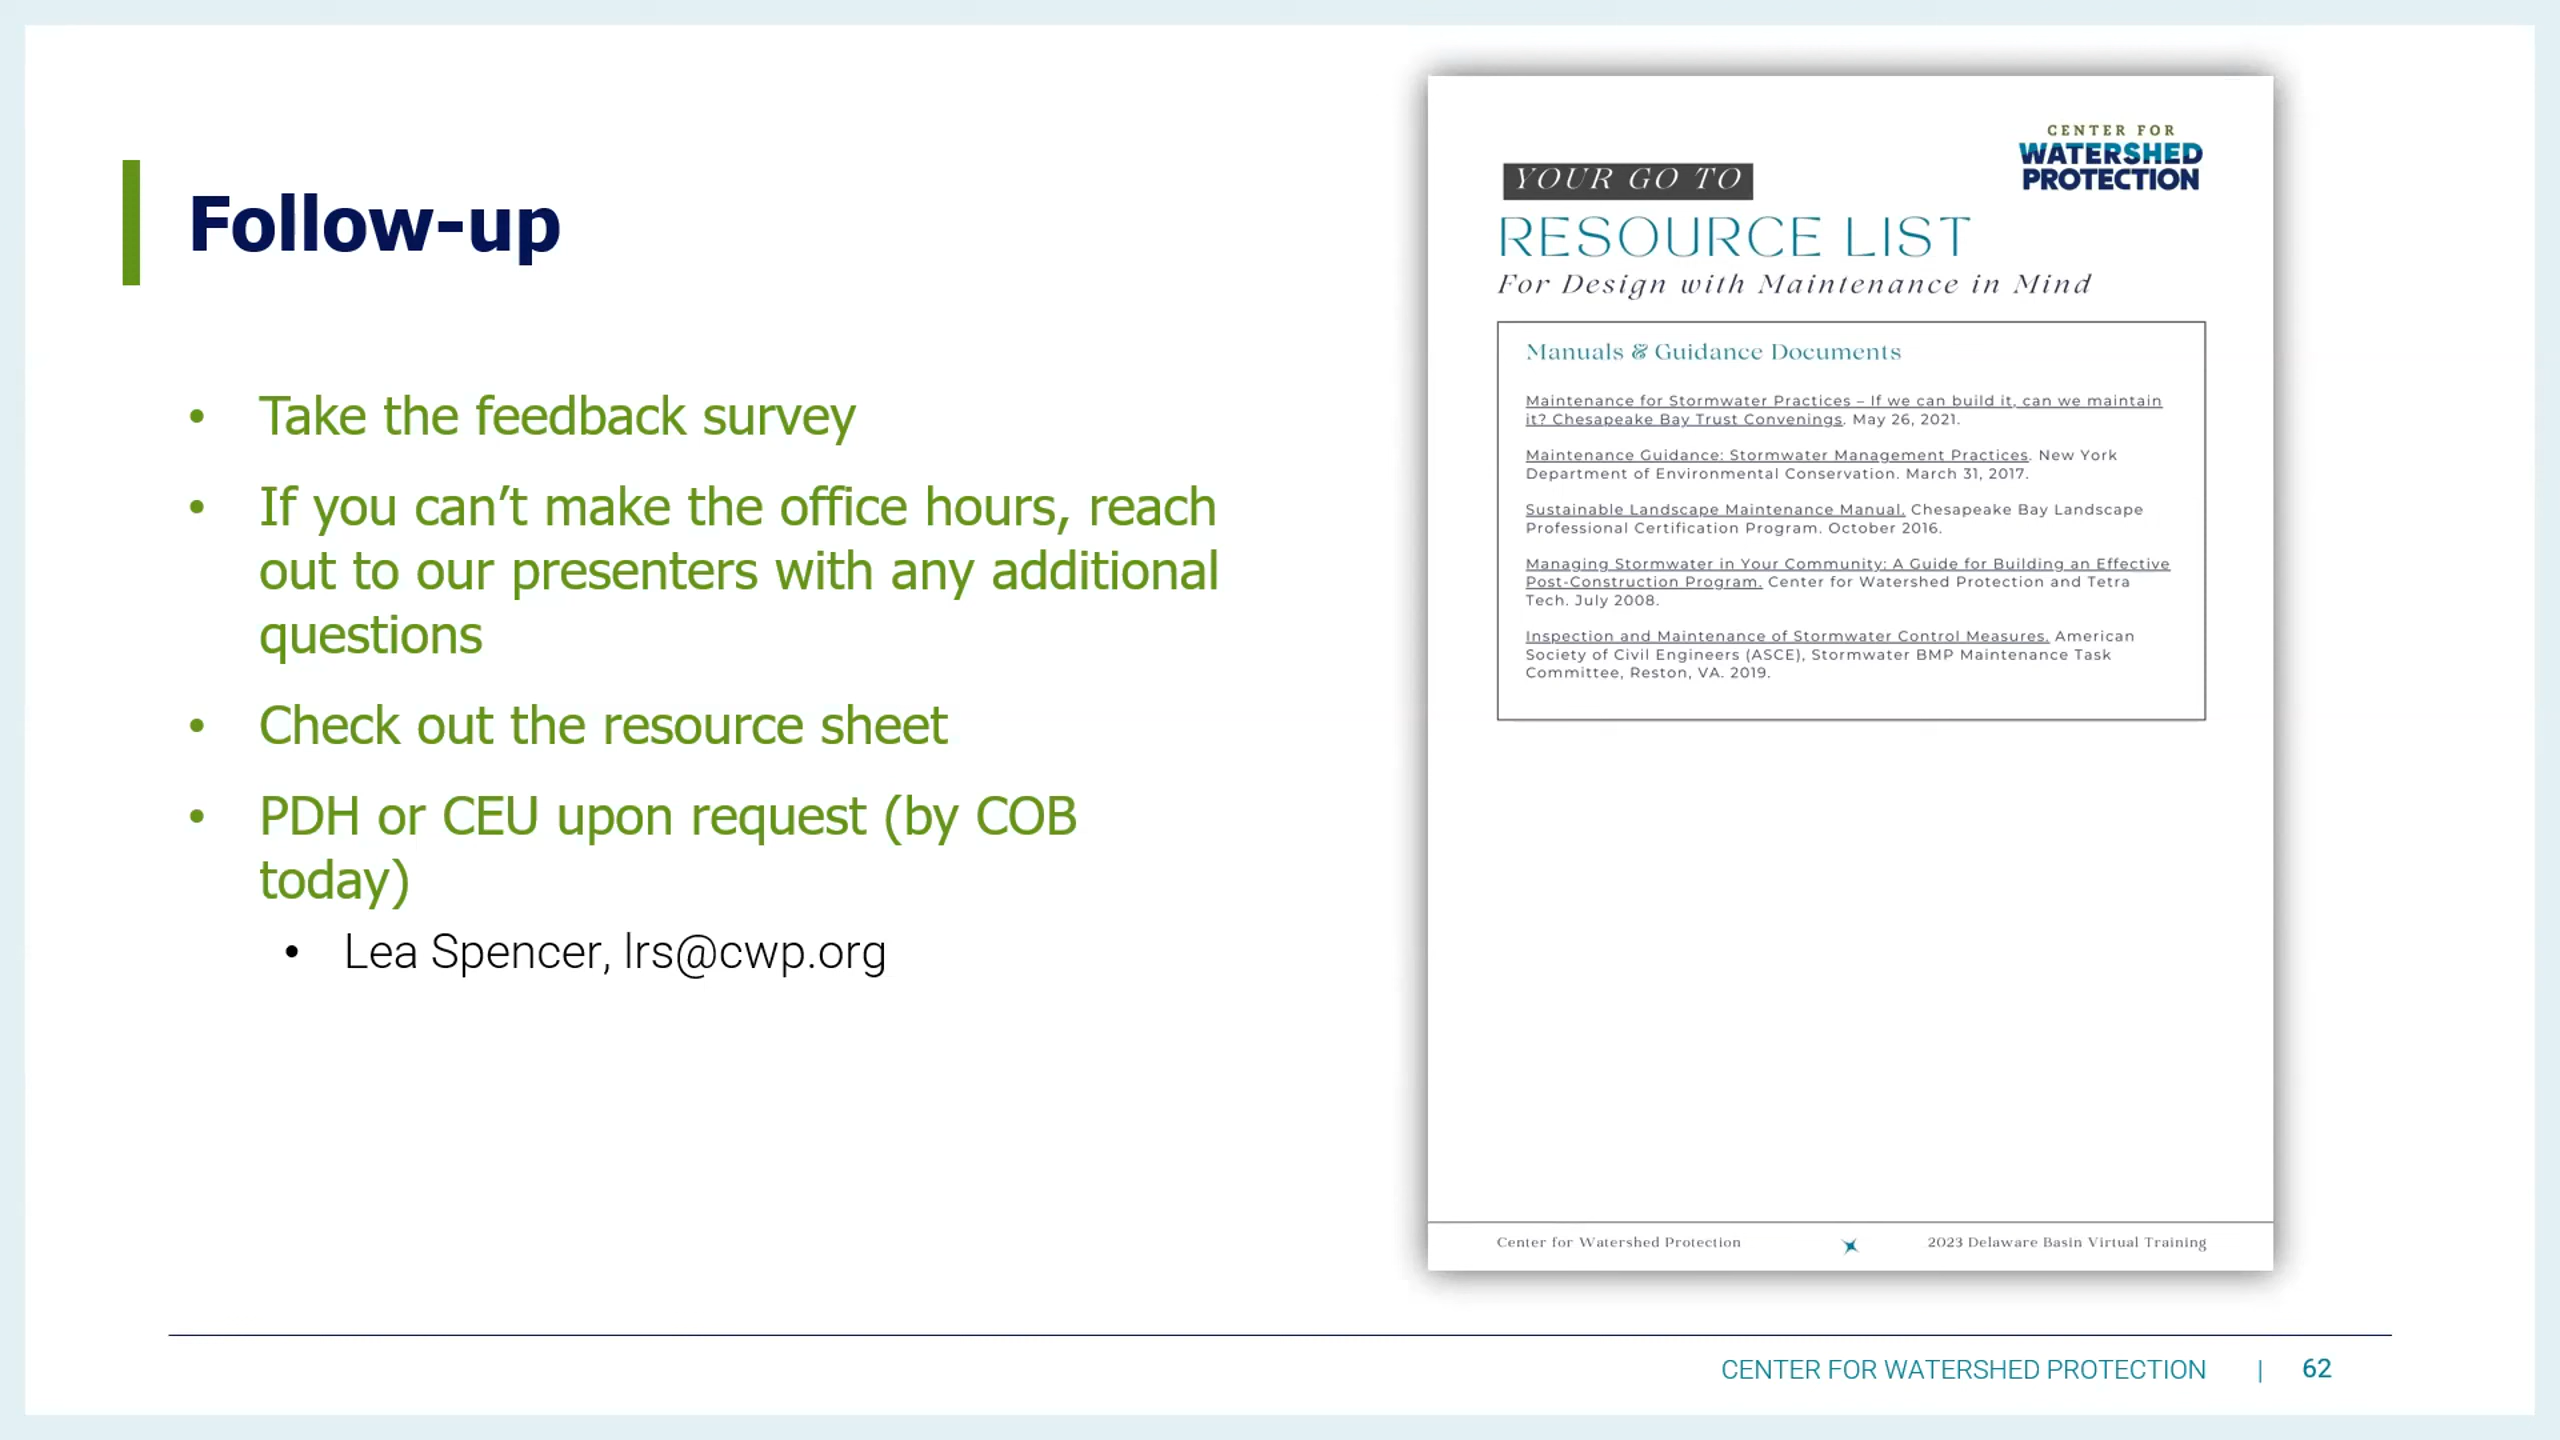 Follow-up
• Take the feedback survey
• If you can’t make the office hours, reach
out to our presenters with any additional
questions
• Check out the resource sheet
• PDH or CEU upon request (by COB
today)
• Lea Spencer, lrs@cwp.org
CENTER FOR
WATERSHED
PROTECTION
YOUR GO TO
RESOURCE LIST
For Design with Maintenance in Mind
Manuals & Guidance Documents
Maintenance for Stormwater Practices – If we can build it, can we maintain
it? Chesapeake Bay Trust Convenings. May 26, 2021.
Maintenance Guidance: Stormwater Management Practices. New York
Department of Environmental Conservation. March 31, 2017.
Sustainable Landscape Maintenance Manual. Chesapeake Bay Landscape
Professional Certification Program. October 2016.
Managing Stormwater in Your Community: A Guide for Building an Effective
Post-Construction Program. Center for Watershed Protection and Tetra
Tech. July 2008.
Inspection and Maintenance of Stormwater Control Measures. American
Society of Civil Engineers (ASCE), Stormwater BMP Maintenance Task
Committee, Reston, VA. 2019.
Center for Watershed Protection
2023 Delaware Basin Virtual Training
CENTER FOR WATERSHED PROTECTION | 62